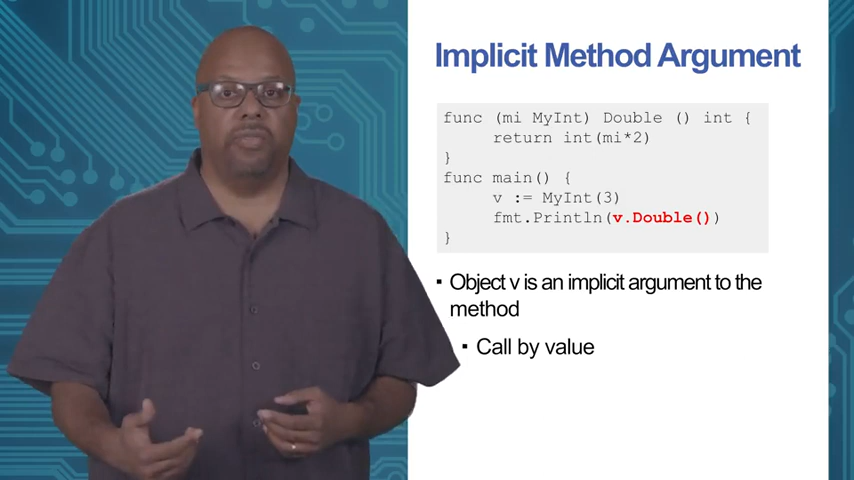 Implicit Method Argument
func (mi MyInt) Double () int {
return int(mi*2)
}
func main() {
v := MyInt(3)
fmt.Println(v.Double())
}
▪ Object v is an implicit argument to the
method
▪ Call by value